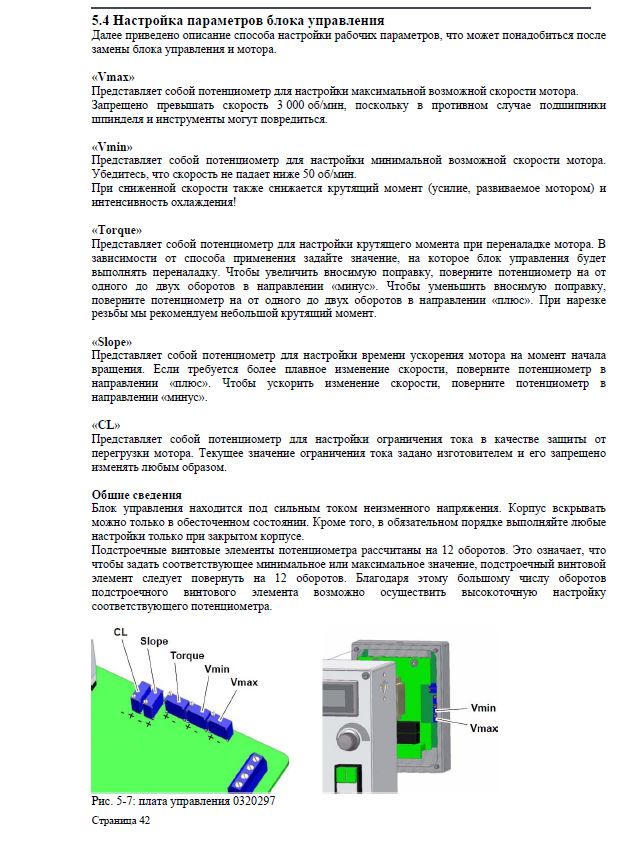 5.4 Настройка параметров блока управления
Далее приведено описание способа настройки рабочих параметров, что может понадобиться после
замены блока управления и мотора.
«Vmax»
Представляет собой потенциометр для настройки максимальной возможной скорости мотора.
Запрещено превышать скорость 3 000 об/мин, поскольку в противном случае подшипники
шпинделя и инструменты могут повредиться.
«Vmin»
Представляет собой потенциометр для настройки минимальной возможной скорости мотора.
Убедитесь, что скорость не падает ниже 50 об/мин.
При сниженной скорости также снижается крутящий момент (усилие, развиваемое мотором) и
интенсивность охлаждения!
«Torque»
Представляет собой потенциометр для настройки крутящего момента при переналадке мотора. В
зависимости от способа применения задайте значение, на которое блок управления будет
выполнять переналадку. Чтобы увеличить вносимую поправку, поверните потенциометр на от
одного до двух оборотов в направлении «минус». Чтобы уменьшить вносимую поправку,
поверните потенциометр на от одного до двух оборотов в направлении «плюс». При нарезке
резьбы мы рекомендуем небольшой крутящий момент.
«Slope»
Представляет собой потенциометр для настройки времени ускорения мотора на момент начала
вращения. Если требуется более плавное изменение скорости, поверните потенциометр в
направлении «плюс». Чтобы ускорить изменение скорости, поверните потенциометр в
направлении «минус».
«CL»
Представляет собой потенциометр для настройки ограничения тока в качестве защиты от
перегрузки мотора. Текущее значение ограничения тока задано изготовителем и его запрещено
изменять любым образом.
Общие сведения
Блок управления находится под сильным током неизменного напряжения. Корпус вскрывать
можно только в обесточенном состоянии. Кроме того, в обязательном порядке выполняйте любые
настройки только при закрытом корпусе.
Подстроечные винтовые элементы потенциометра рассчитаны на 12 оборотов. Это означает, что
чтобы задать соответствующее минимальное или максимальное значение, подстроечный винтовой
элемент следует повернуть на 12 оборотов. Благодаря этому большому числу оборотов
подстроечного винтового элемента возможно осуществить высокоточную настройку
соответствующего потенциометра.
CL
Slope
Torque
Vmin
Vmax
Vmin
Vmax
Рис. 5-7: плата управления 0320297
Страница 42